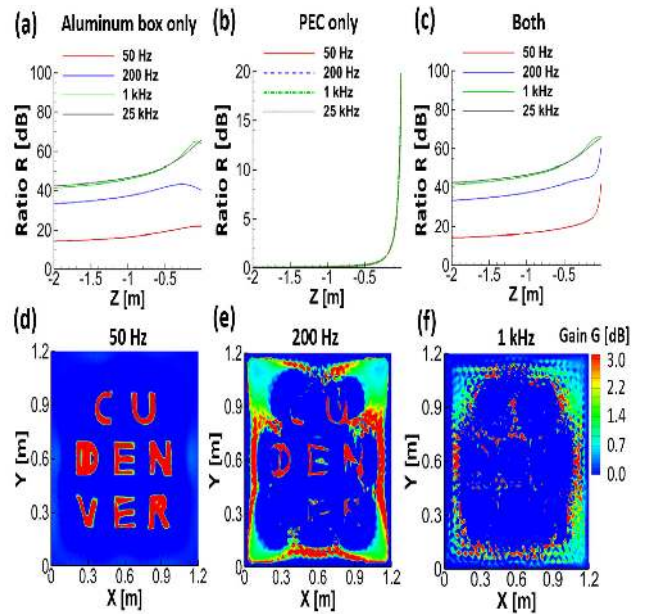 (a) Aluminum box only
(b) PEC only
(c) Both
50 Hz
200 Hz
1 kHz
25 kHz
50 Hz
200 Hz
1 kHz
25 kHz
50 Hz
200 Hz
1 kHz
25 kHz
Ratio R [dB]
100
80
60
40
20
0
Ratio R [dB]
20
15
10
5
0
Ratio R [dB]
100
80
60
40
20
0
-2 -1.5 -1 -0.5
-2 -1.5 -1 -0.5
-2 -1.5 -1 -0.5
Z [m]
Z [m]
Z [m]
(d) 50 Hz
(e) 200 Hz
(f) 1 kHz
Gain G [dB]
3.0
2.4
1.8
1.2
0.7
0.0
Y [m]
1.2
0.9
0.6
0.3
0
C U
D E N
V E R
Y [m]
1.2
0.9
0.6
0.3
0
U
D E N
E
Y [m]
1.2
0.9
0.6
0.3
0
0 0.3 0.6 0.9 1.2
0 0.3 0.6 0.9 1.2
0 0.3 0.6 0.9 1.2
X [m]
X [m]
X [m]